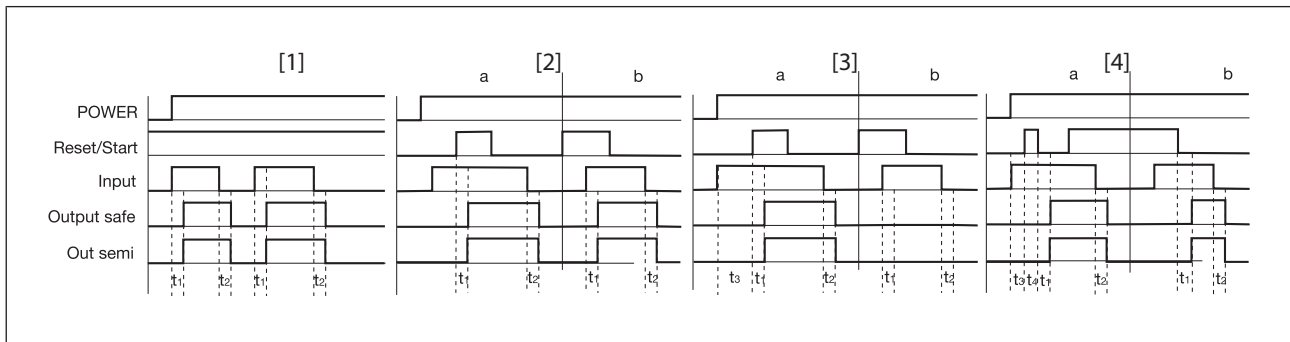 [1] [2] [3] [4]
a b a b a b
POWER
Reset/Start
Input
Output safe
Out semi
t1 t2 t1 t2 t1 t2 t2 t3 t1 t2 t1 t2 t3 t4 t1 t2 t1 t2